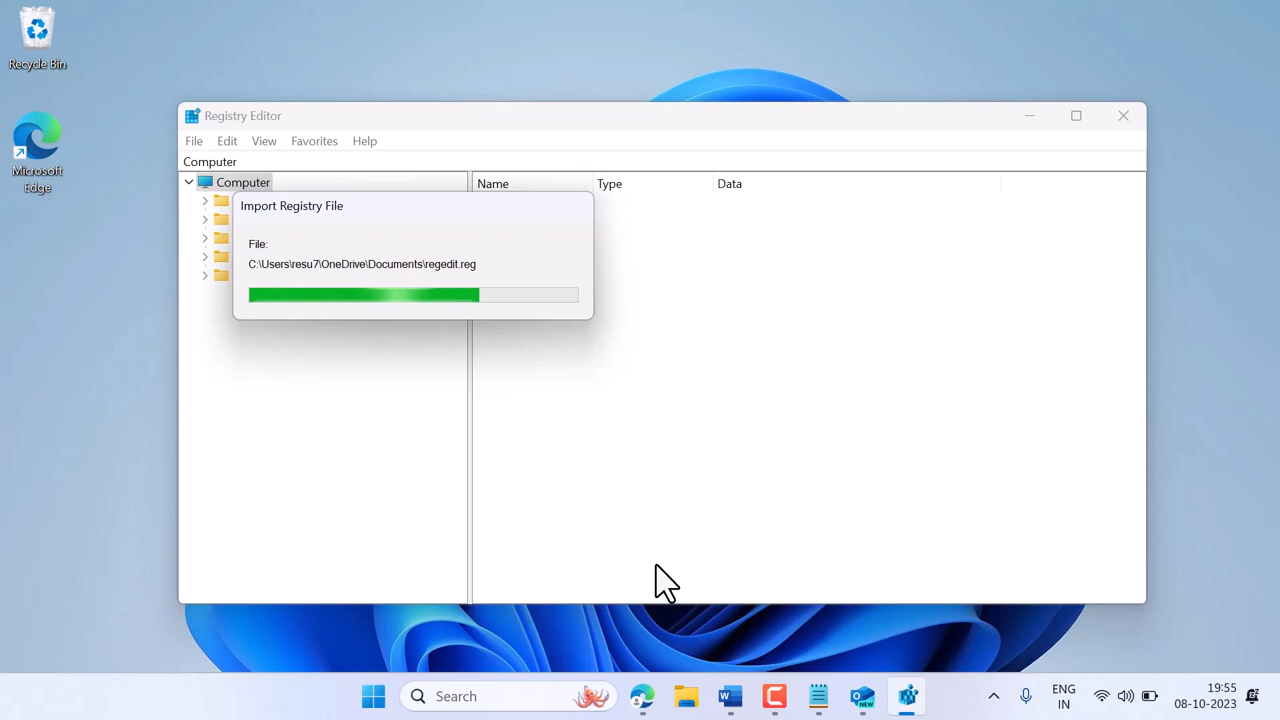 Recycle Bin
Microsoft
Edge
Registry Editor
File Edit View Favorites Help
Computer
Computer
Name Type Data
Import Registry File
File:
C:\Users\resu7\OneDrive\Documents\regedit.reg
Search
W
C
NEW
ENG
IN
19:55
08-10-2023